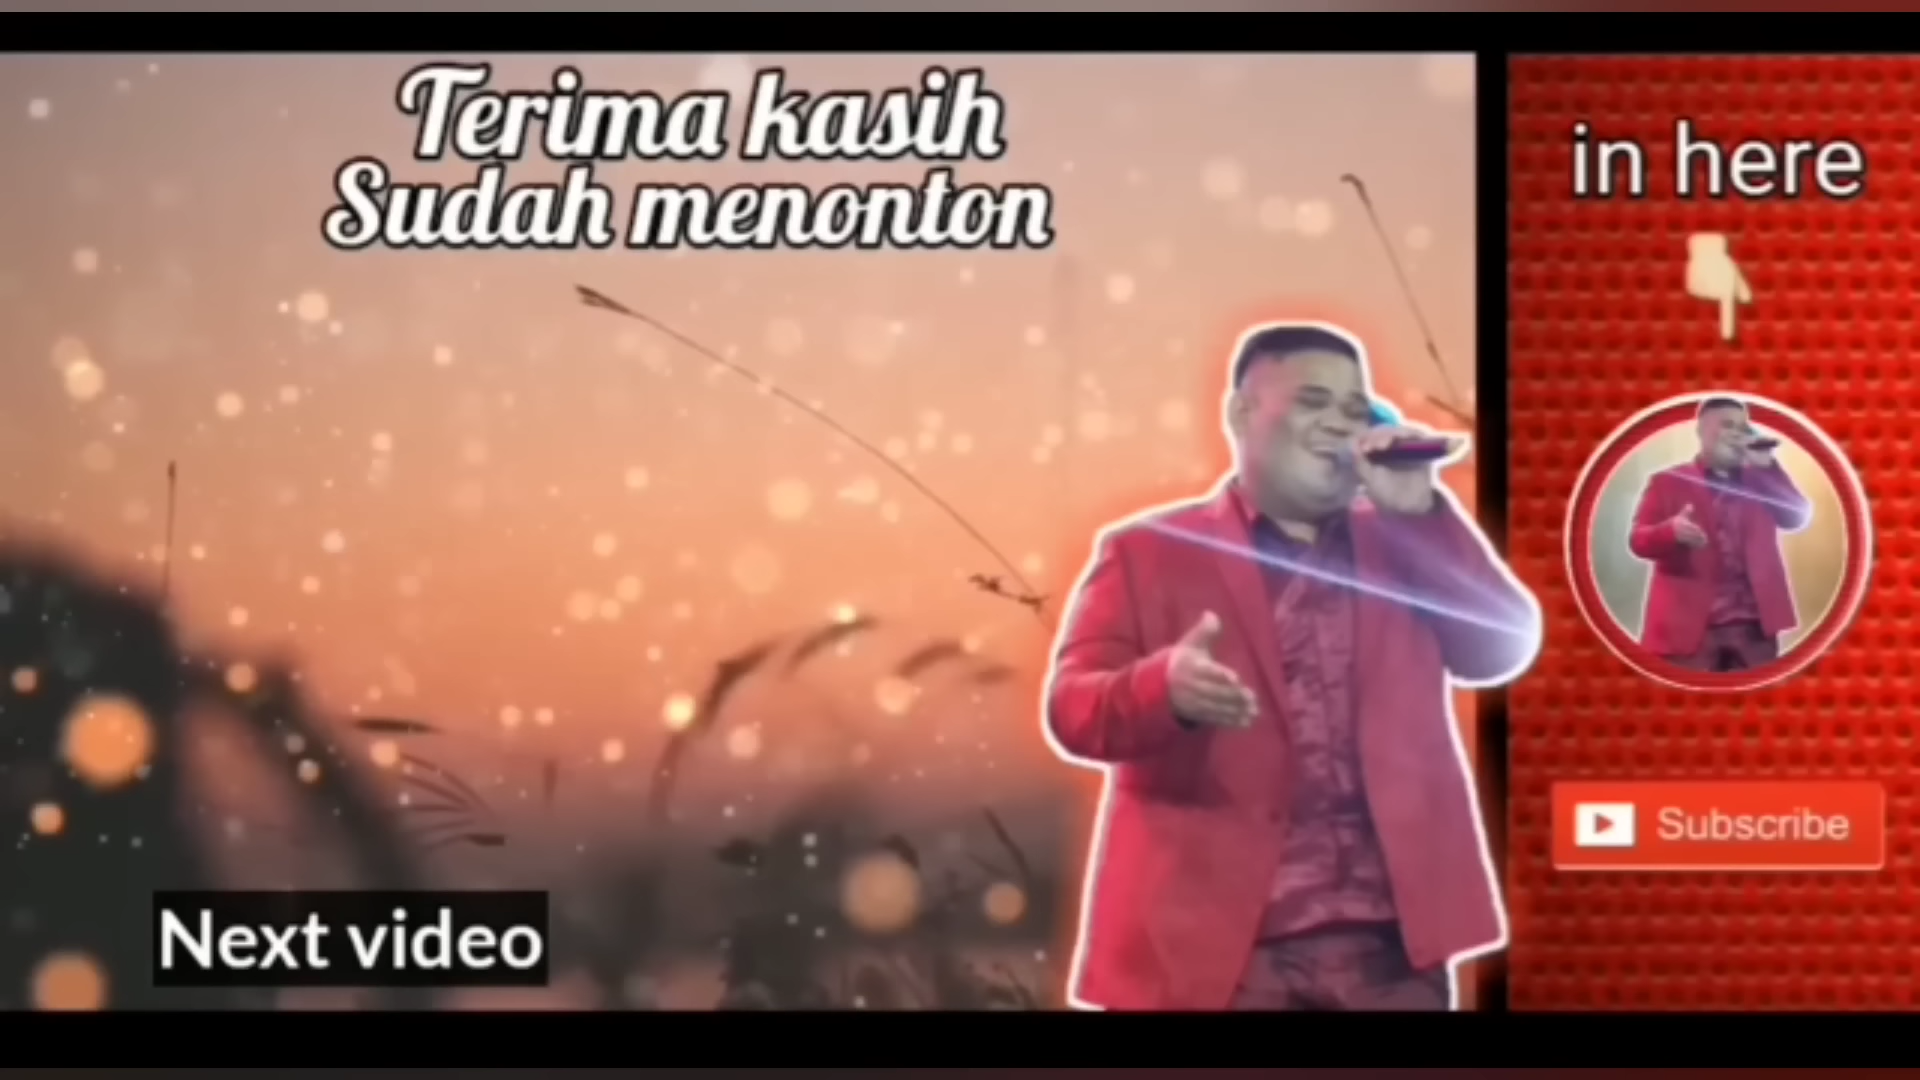 Terima kasih
Sudah menonton
in here
Subscribe
Next video